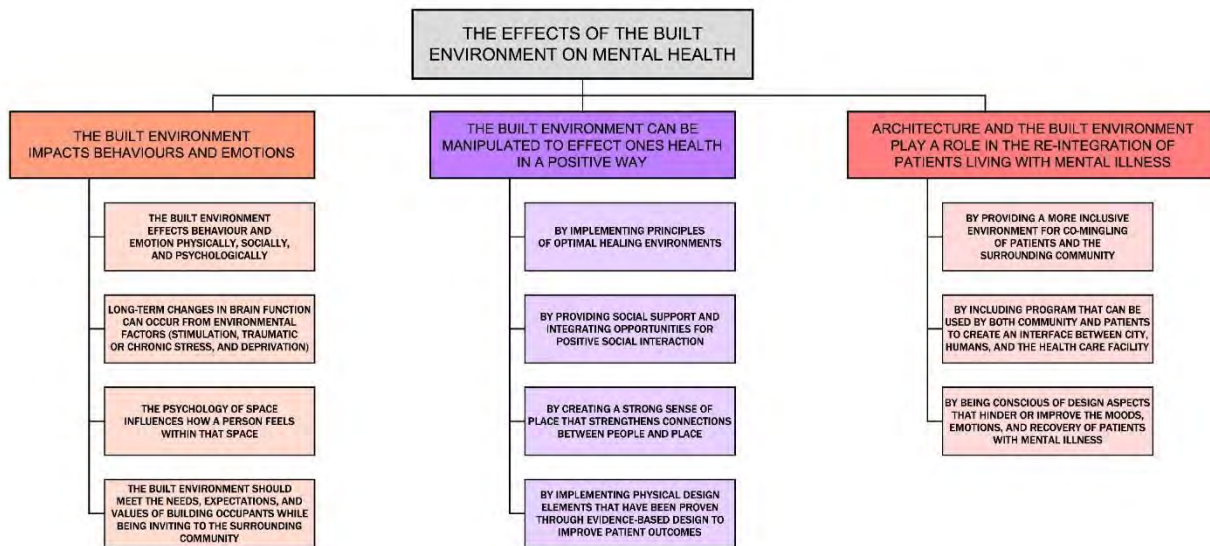 THE EFFECTS OF THE BUILT
ENVIRONMENT ON MENTAL HEALTH
THE BUILT ENVIRONMENT
IMPACTS BEHAVIOURS AND EMOTIONS
THE BUILT ENVIRONMENT
EFFECTS BEHAVIOUR AND
EMOTION PHYSICALLY, SOCIALLY,
AND PSYCHOLOGICALLY
LONG-TERM CHANGES IN BRAIN FUNCTION
CAN OCCUR FROM ENVIRONMENTAL
FACTORS (STIMULATION, TRAUMATIC
OR CHRONIC STRESS, AND DEPRIVATION)
THE PSYCHOLOGY OF SPACE
INFLUENCES HOW A PERSON FEELS
WITHIN THAT SPACE
THE BUILT ENVIRONMENT SHOULD
MEET THE NEEDS, EXPECTATIONS, AND
VALUES OF BUILDING OCCUPANTS WHILE
BEING INVITING TO THE SURROUNDING
COMMUNITY
THE BUILT ENVIRONMENT CAN BE
MANIPULATED TO EFFECT ONES HEALTH
IN A POSITIVE WAY
BY IMPLEMENTING PRINCIPLES
OF OPTIMAL HEALING ENVIRONMENTS
BY PROVIDING SOCIAL SUPPORT AND
INTEGRATING OPPORTUNITIES FOR
POSITIVE SOCIAL INTERACTION
BY CREATING A STRONG SENSE OF
PLACE THAT STRENGTHENS CONNECTIONS
BETWEEN PEOPLE AND PLACE
BY IMPLEMENTING PHYSICAL DESIGN
ELEMENTS THAT HAVE BEEN PROVEN
THROUGH EVIDENCE-BASED DESIGN TO
IMPROVE PATIENT OUTCOMES
ARCHITECTURE AND THE BUILT ENVIRONMENT
PLAY A ROLE IN THE RE-INTEGRATION OF
PATIENTS LIVING WITH MENTAL ILLNESS
BY PROVIDING A MORE INCLUSIVE
ENVIRONMENT FOR CO-MINGLING
OF PATIENTS AND THE
SURROUNDING COMMUNITY
BY INCLUDING PROGRAM THAT CAN BE
USED BY BOTH COMMUNITY AND PATIENTS
TO CREATE AN INTERFACE BETWEEN CITY,
HUMANS, AND THE HEALTH CARE FACILITY
BY BEING CONSCIOUS OF DESIGN ASPECTS
THAT HINDER OR IMPROVE THE MOODS,
EMOTIONS, AND RECOVERY OF PATIENTS
WITH MENTAL ILLNESS